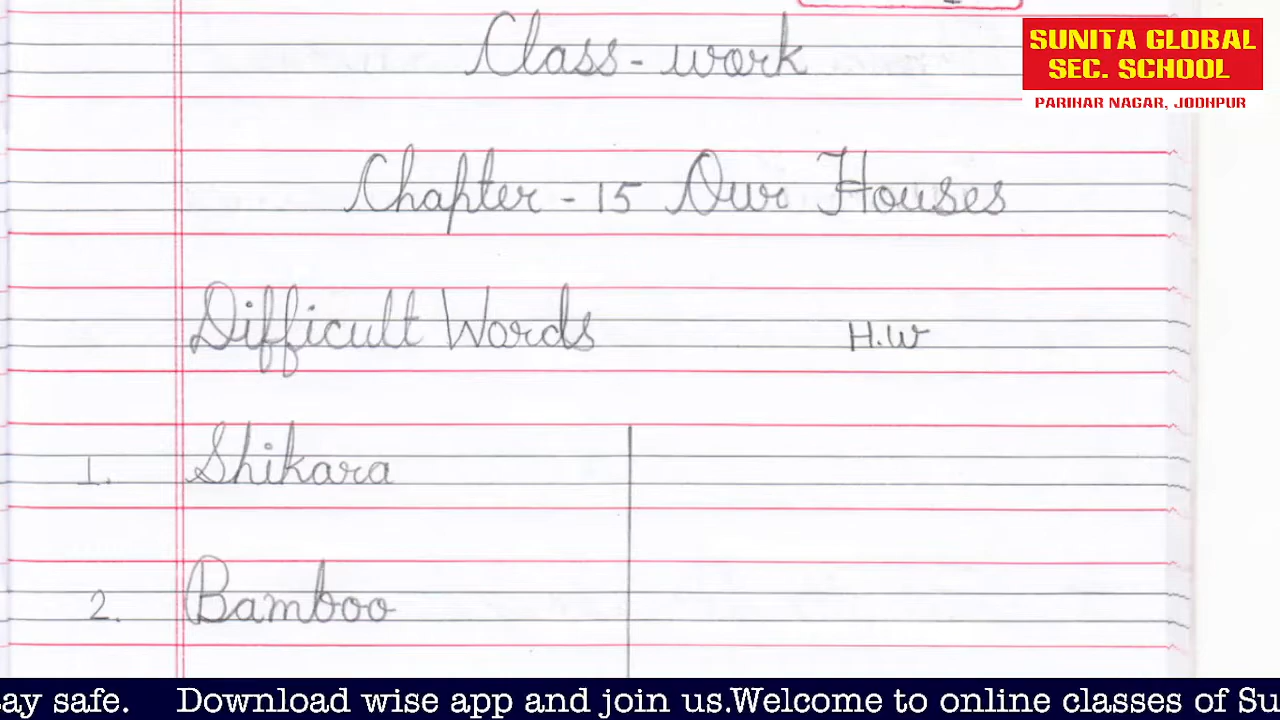 Class-work
SUNITA GLOBAL
SEC. SCHOOL
PARIHAR NAGAR, JODHPUR
Chapter - 15 Our Houses
Difficult Words H.W
1. Shikara
2. Bamboo
ay safe. Download wise app and join us.Welcome to online classes of Su